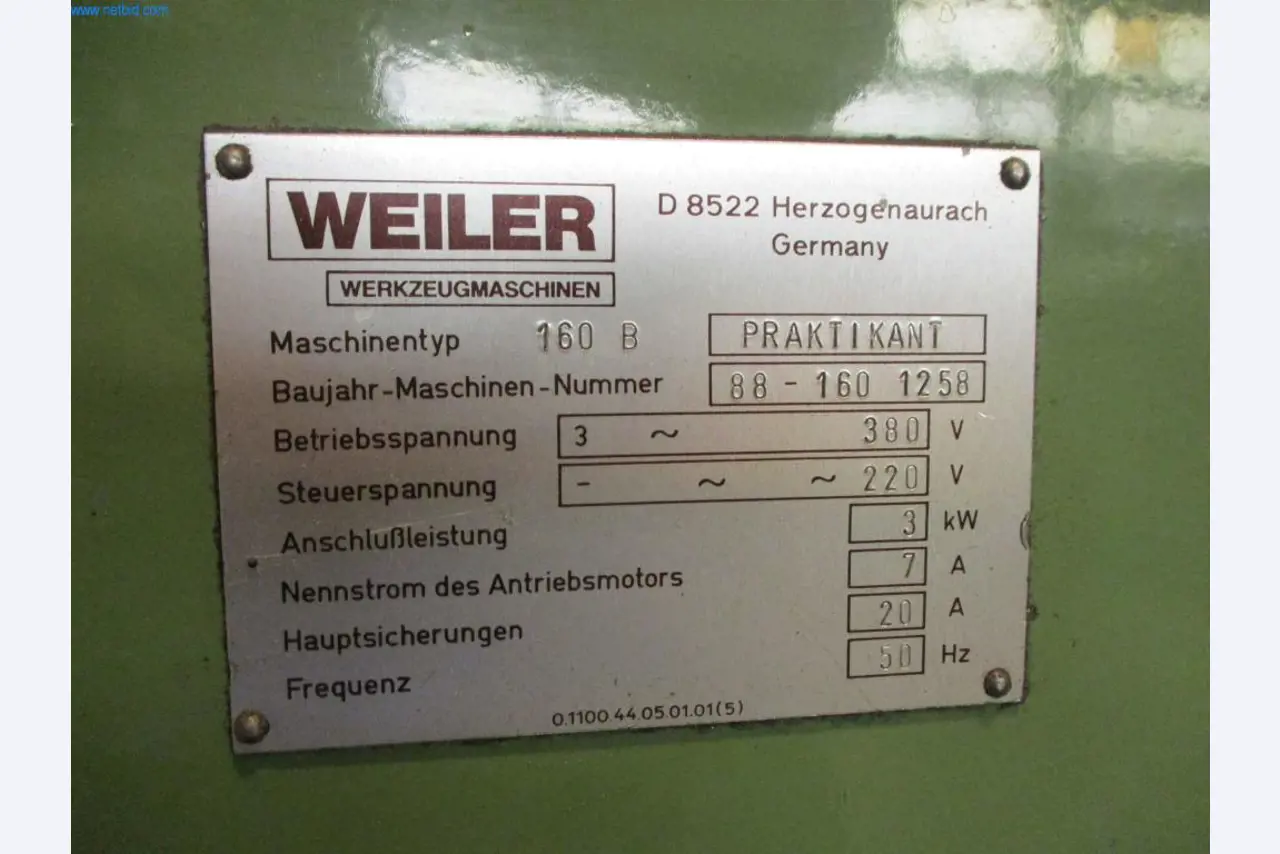 www.netbid.com
WEILER
WERKZEUGMASCHINEN
D 8522 Herzogenaurach
Germany
Maschinentyp 160 B PRAKTIKANT
Baujahr-Maschinen-Nummer 88 - 160 1258
Betriebsspannung 3 ~ 380 V
Steuerspannung - ~ ~ 220 V
Anschlußleistung 3 kW
Nennstrom des Antriebsmotors 7 A
Hauptsicherungen 20 A
Frequenz 50 Hz
0.1100.44.05.01.01(5)